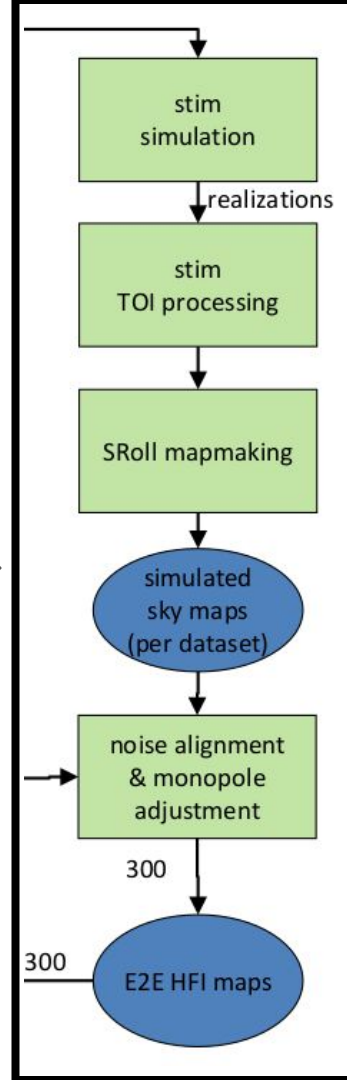 stim
simulation
realizations
stim
TOI processing
SRoll mapmaking
simulated
sky maps
(per dataset)
noise alignment
& monopole
adjustment
300
300
E2E HFI maps